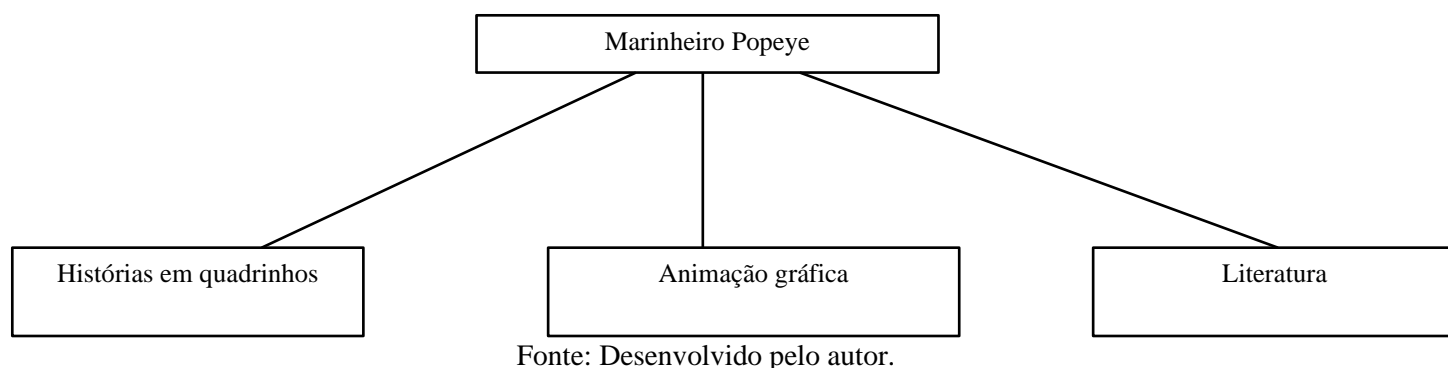 Marinheiro Popeye
Histórias em quadrinhos
Animação gráfica
Literatura
Fonte: Desenvolvido pelo autor.